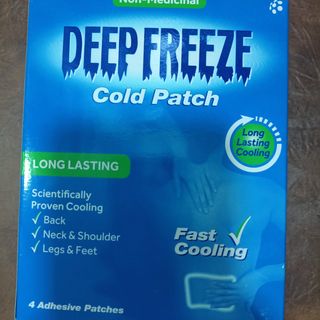 Non-Medicinal
DEEP FREEZE
Cold Patch
Long
Lasting
Cooling
LONG LASTING
Scientifically
Proven Cooling
✓ Back
✓ Neck & Shoulder
✓ Legs & Feet
Fast
Cooling
4 Adhesive Patches